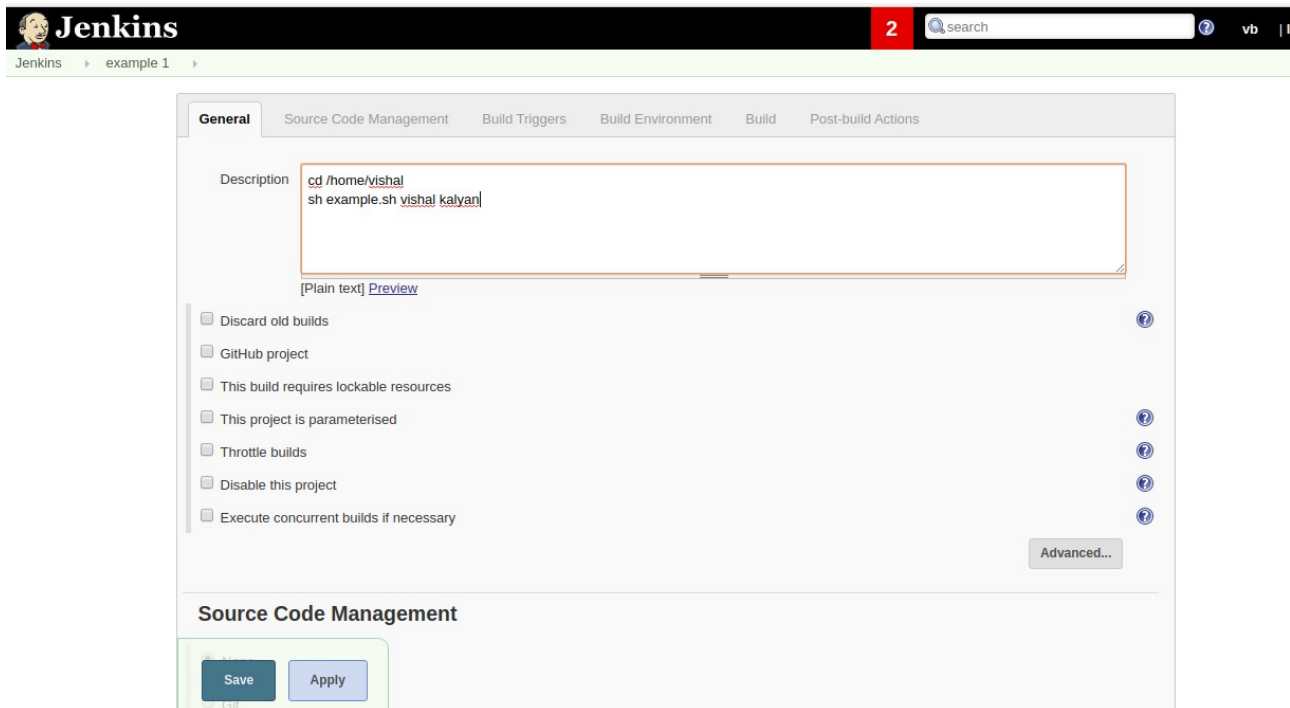 Jenkins
2
search
vb
Jenkins example 1
General Source Code Management Build Triggers Build Environment Build Post-build Actions
Description
cd /home/vishal
sh example.sh vishal kalyan
[Plain text] Preview
Discard old builds
GitHub project
This build requires lockable resources
This project is parameterised
Throttle builds
Disable this project
Execute concurrent builds if necessary
Advanced...
Source Code Management
None
Save Apply
Git